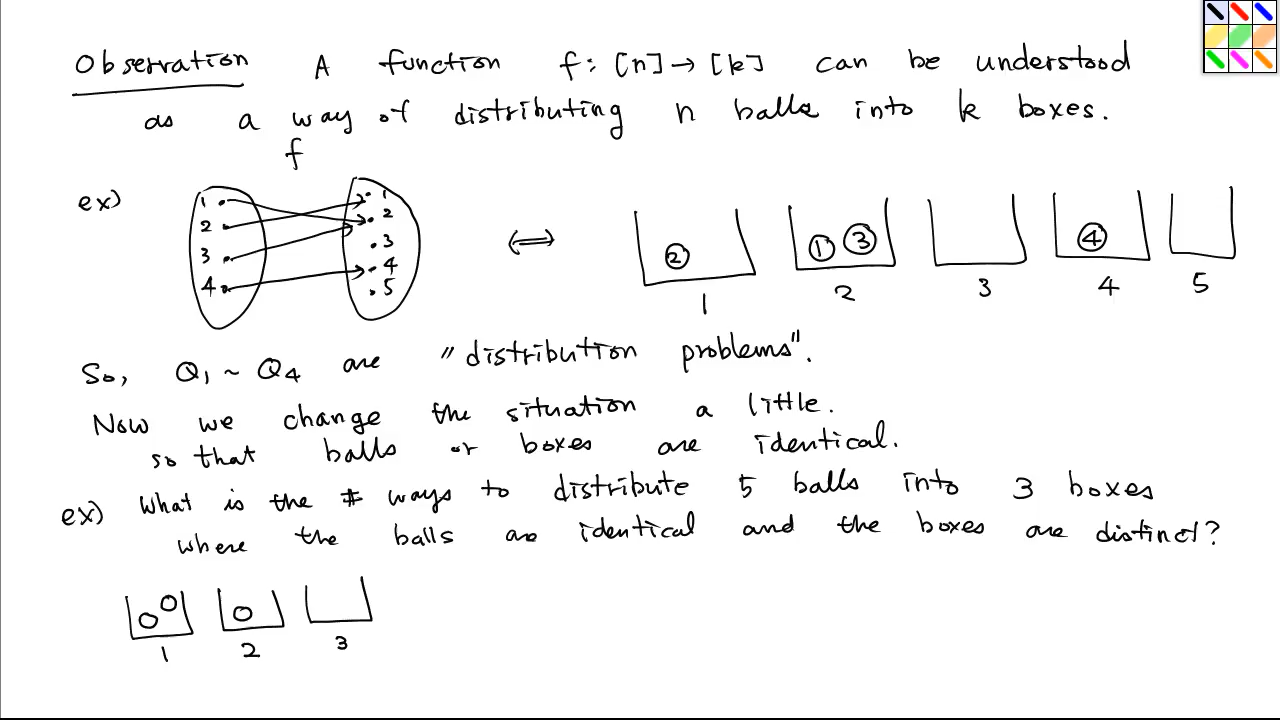 Observation A function f: [n]→[k] can be understood
as a way of distributing n balls into k boxes.
f
ex) 1 2 3 4 1 2 3 4 5 ⟺ ② ① ③ ④
1 2 3 4 5
So, Q1 ~ Q4 are "distribution problems".
Now we change the situation a little.
so that balls or boxes are identical.
ex) What is the # ways to distribute 5 balls into 3 boxes
where the balls are identical and the boxes are distinct?
1 2 3